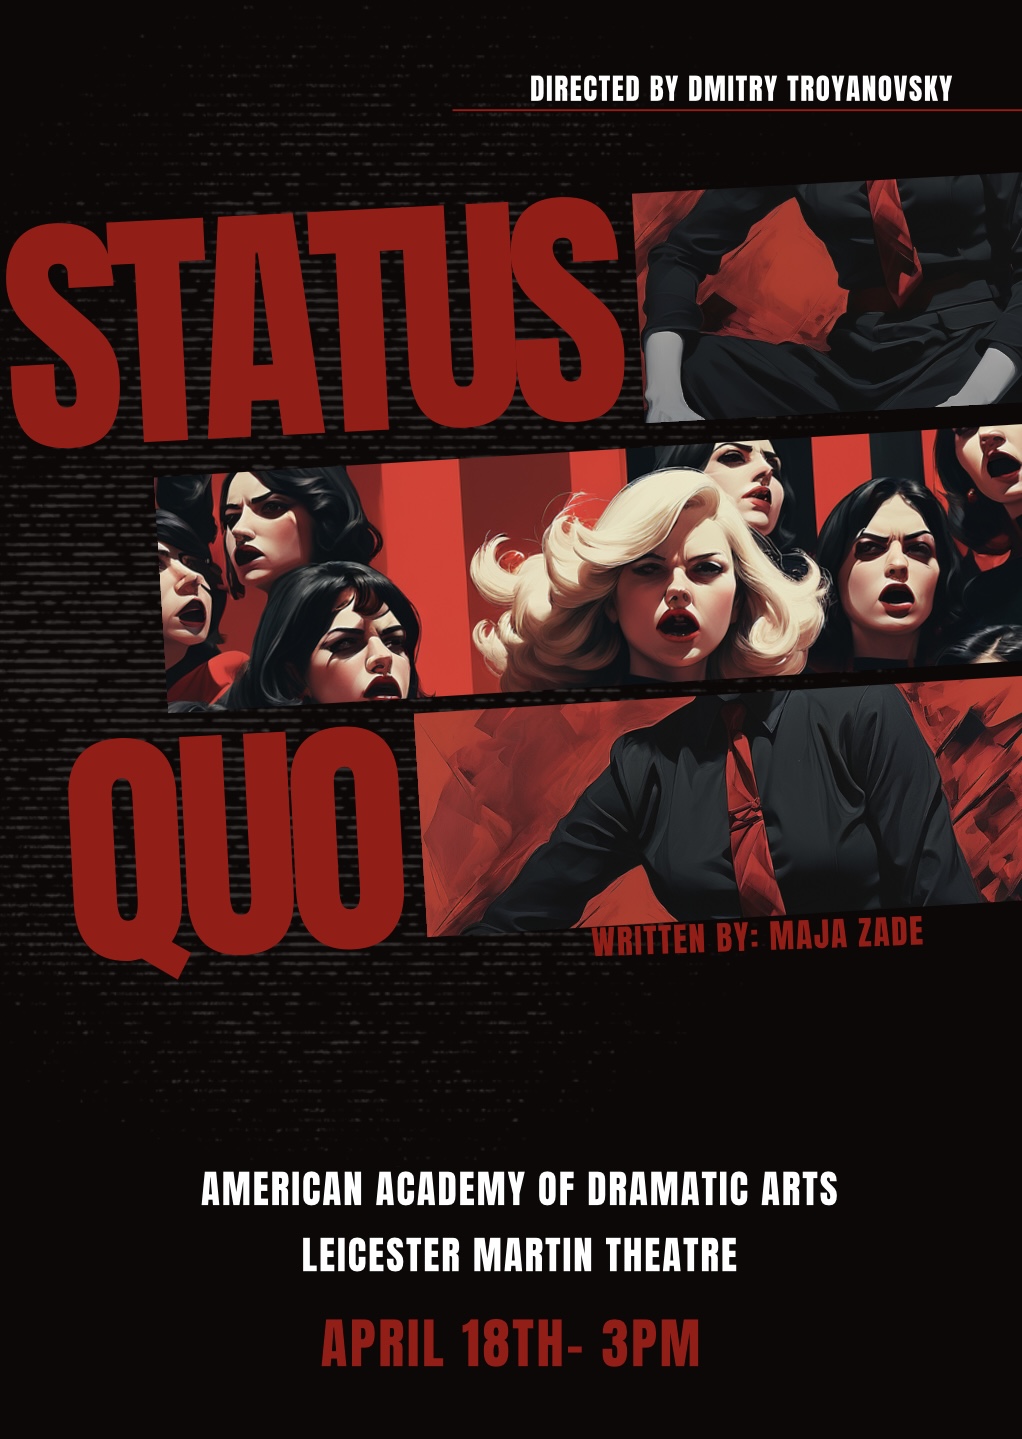 DIRECTED BY DMITRY TROYANOVSKY
STATUS
QUO
WRITTEN BY: MAJA ZADE
AMERICAN ACADEMY OF DRAMATIC ARTS
LEICESTER MARTIN THEATRE
APRIL 18TH- 3PM